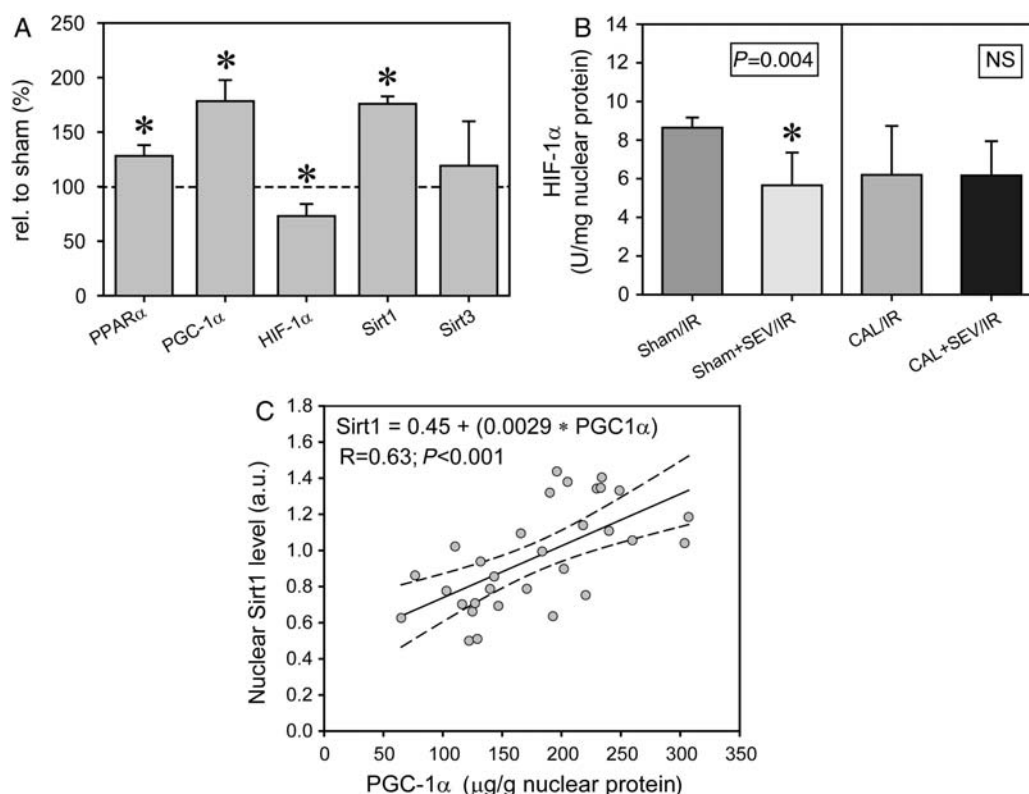 A
rel. to sham (%)
250
200
150
100
50
0
*
*
*
*
PPARα
PGC-1α
HIF-1α
Sirt1
Sirt3
B
HIF-1α
(U/mg nuclear protein)
14
12
10
8
6
4
2
0
P=0.004
NS
*
Sham/IR
Sham+SEV/IR
CAL/IR
CAL+SEV/IR
C
Nuclear Sirt1 level (a.u.)
1.8
1.6
1.4
1.2
1.0
0.8
0.6
0.4
0.2
0.0
Sirt1 = 0.45 + (0.0029 * PGC1α)
R=0.63; P<0.001
0 50 100 150 200 250 300 350
PGC-1α (μg/g nuclear protein)